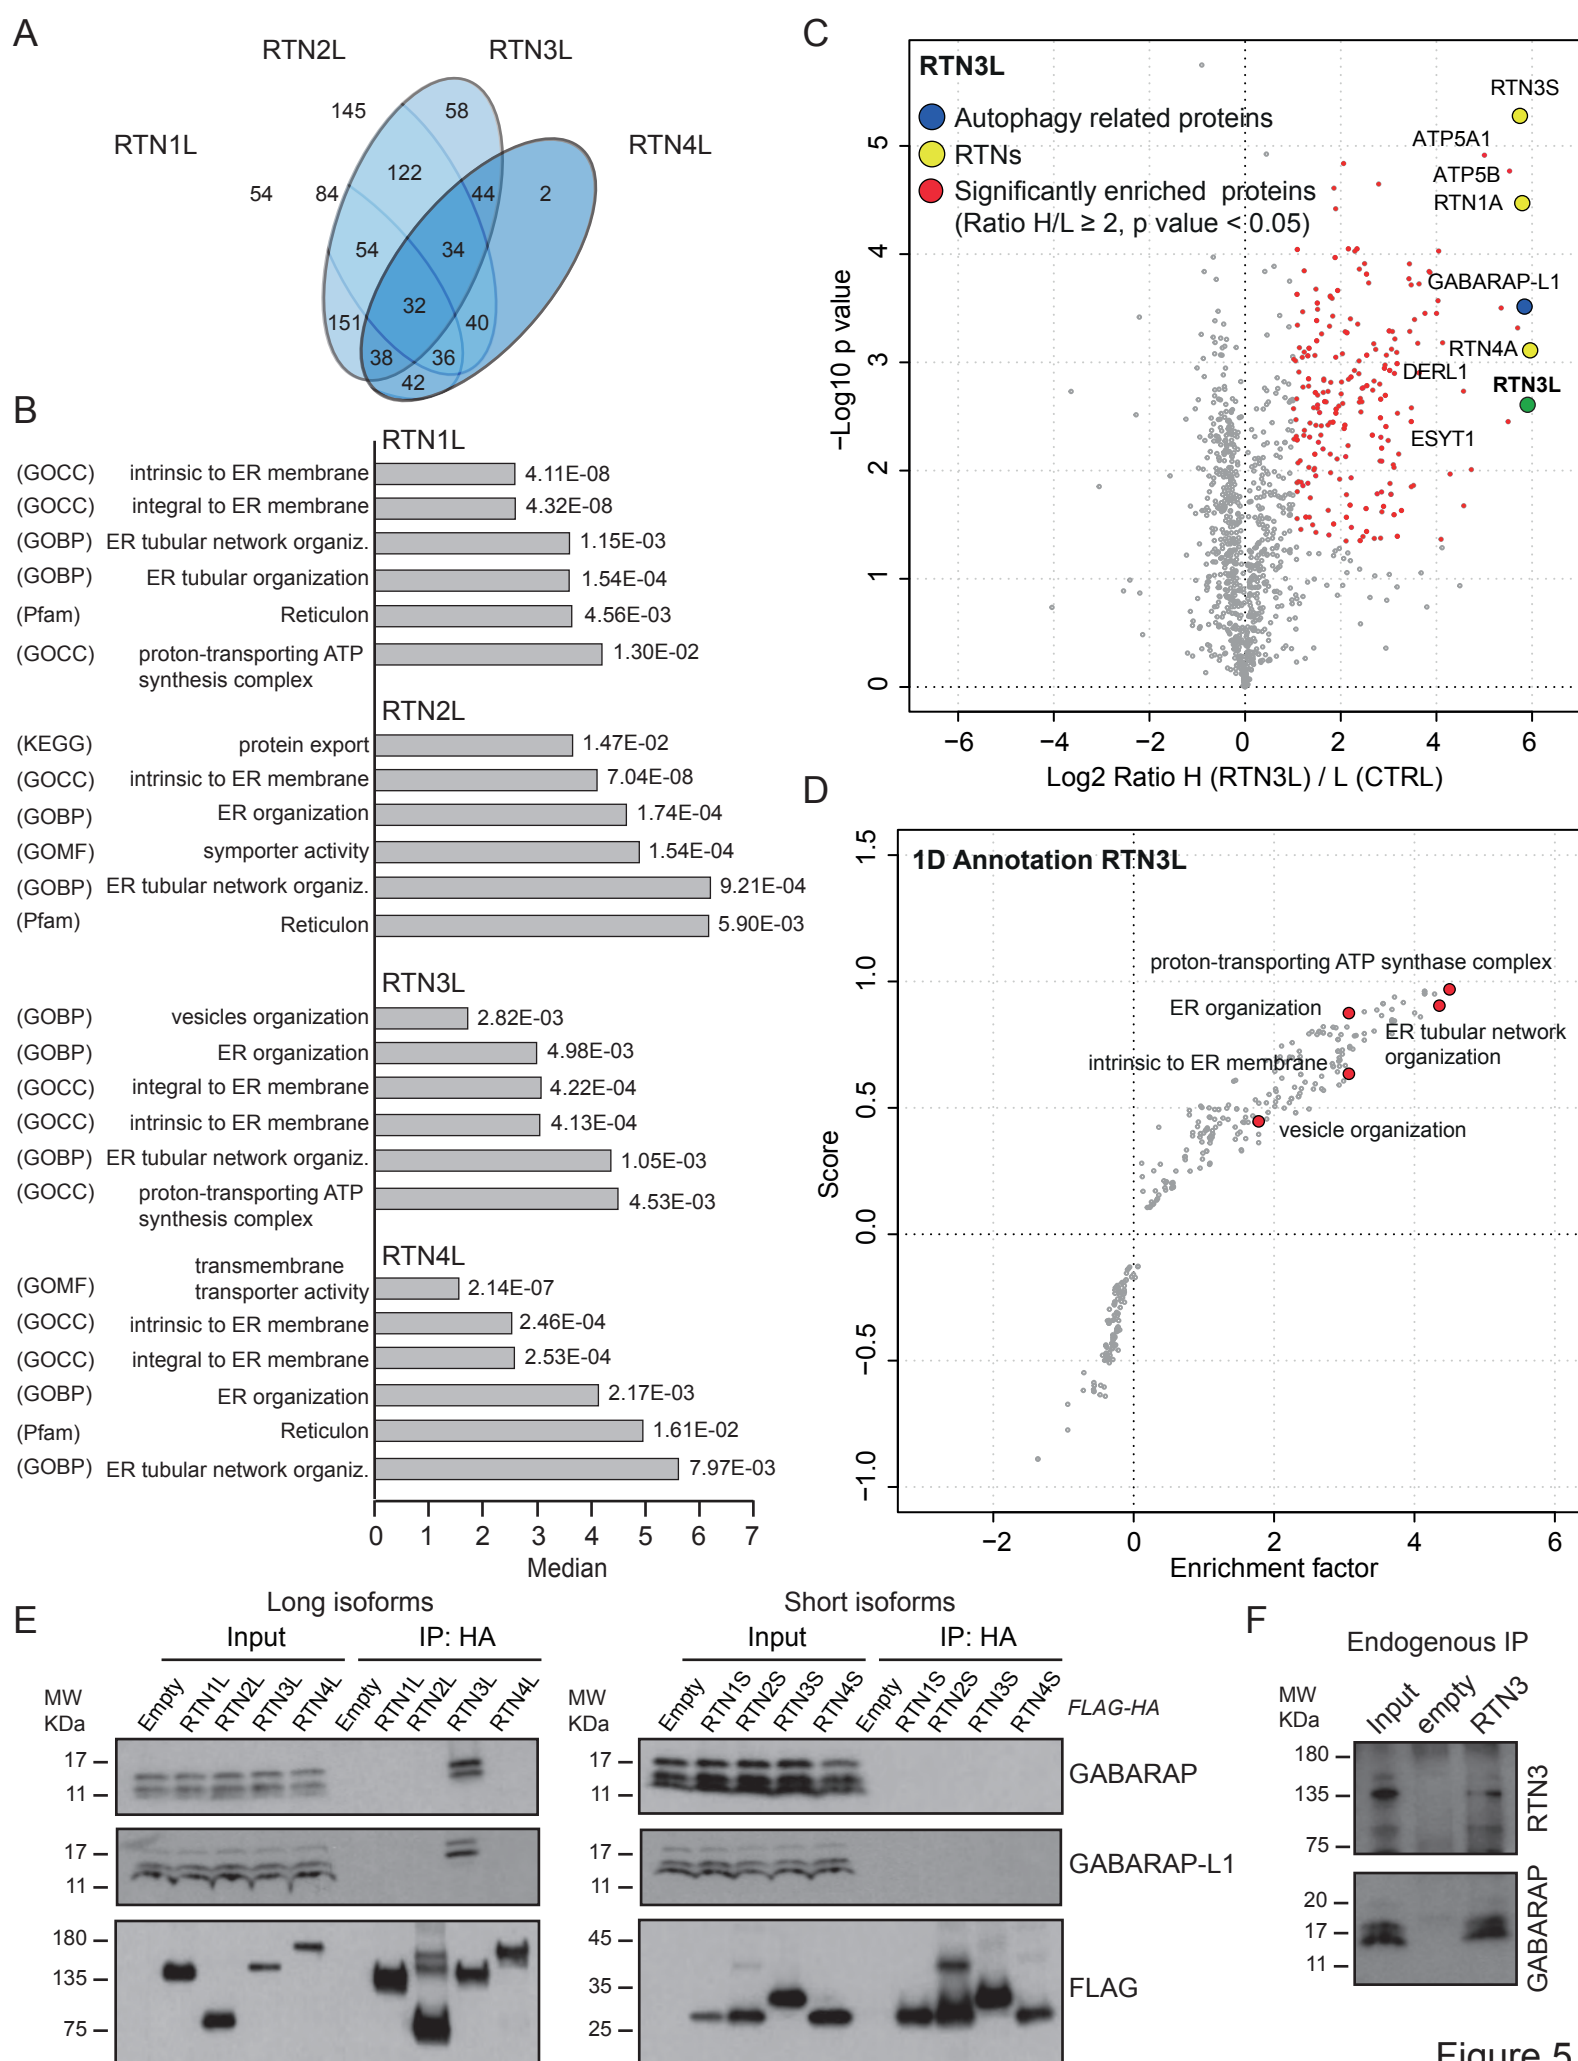 A
RTN2L
RTN3L
RTN1L
RTN4L
145
58
122
54
84
44
2
54
34
32
151
40
38
36
42
B
RTN1L
(GOCC) intrinsic to ER membrane 4.11E-08
(GOCC) integral to ER membrane 4.32E-08
(GOBP) ER tubular network organiz. 1.15E-03
(GOBP) ER tubular organization 1.54E-04
(Pfam) Reticulon 4.56E-03
(GOCC) proton-transporting ATP 1.30E-02
synthesis complex
RTN2L
(KEGG) protein export 1.47E-02
(GOCC) intrinsic to ER membrane 7.04E-08
(GOBP) ER organization 1.74E-04
(GOMF) symporter activity 1.54E-04
(GOBP) ER tubular network organiz. 9.21E-04
(Pfam) Reticulon 5.90E-03
RTN3L
(GOBP) vesicles organization 2.82E-03
(GOBP) ER organization 4.98E-03
(GOCC) integral to ER membrane 4.22E-04
(GOCC) intrinsic to ER membrane 4.13E-04
(GOBP) ER tubular network organiz. 1.05E-03
(GOCC) proton-transporting ATP 4.53E-03
synthesis complex
RTN4L
transmembrane
(GOMF) transporter activity 2.14E-07
(GOCC) intrinsic to ER membrane 2.46E-04
(GOCC) integral to ER membrane 2.53E-04
(GOBP) ER organization 2.17E-03
(Pfam) Reticulon 1.61E-02
(GOBP) ER tubular network organiz. 7.97E-03
0 1 2 3 4 5 6 7
Median
C
RTN3L
Autophagy related proteins
RTNs
Significantly enriched proteins
(Ratio H/L ≥ 2, p value < 0.05)
RTN3S
ATP5A1
ATP5B
RTN1A
GABARAP-L1
RTN4A
DERL1
RTN3L
ESYT1
−Log10 p value
5
4
3
2
1
0
−6 −4 −2 0 2 4 6
Log2 Ratio H (RTN3L) / L (CTRL)
D
1D Annotation RTN3L
proton-transporting ATP synthase complex
ER organization
ER tubular network
organization
intrinsic to ER membrane
vesicle organization
Score
1.5
1.0
0.5
0.0
−0.5
−1.0
−2 0 2 4 6
Enrichment factor
E
Long isoforms
Input IP: HA
MW
KDa
Empty RTN1L RTN2L RTN3L RTN4L Empty RTN1L RTN2L RTN3L RTN4L
17
11
17
11
180
135
75
Short isoforms
Input IP: HA
MW
KDa
Empty RTN1S RTN2S RTN3S RTN4S Empty RTN1S RTN2S RTN3S RTN4S
FLAG-HA
17
11
GABARAP
17
11
GABARAP-L1
45
35
25
FLAG
F
Endogenous IP
MW
KDa
Input empty RTN3
180
135
75
RTN3
20
17
11
GABARAP
Figure 5